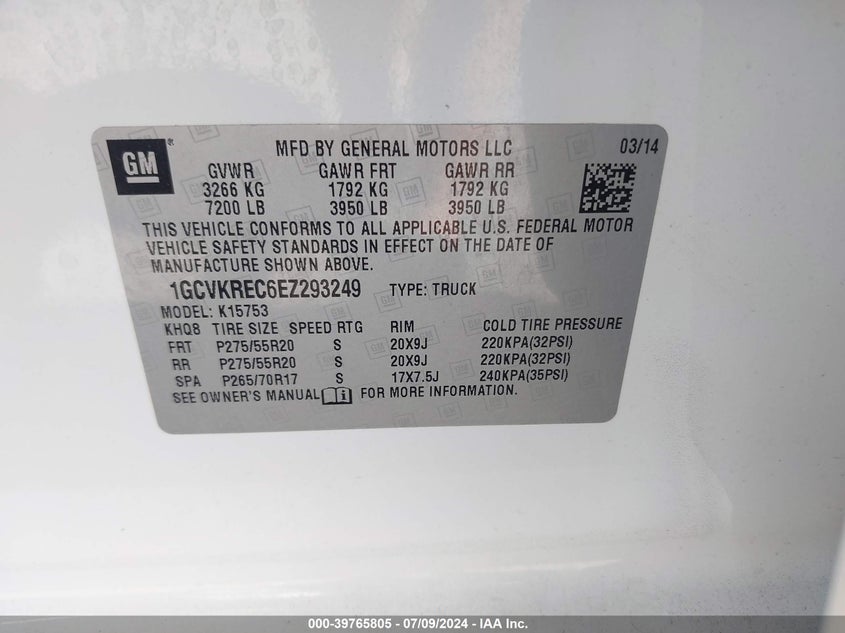 GM
MFD BY GENERAL MOTORS LLC 03/14
GVWR GAWR FRT GAWR RR
3266 KG 1792 KG 1792 KG
7200 LB 3950 LB 3950 LB
THIS VEHICLE CONFORMS TO ALL APPLICABLE U.S. FEDERAL MOTOR
VEHICLE SAFETY STANDARDS IN EFFECT ON THE DATE OF
MANUFACTURE SHOWN ABOVE.
1GCVKREC6EZ293249 TYPE: TRUCK
MODEL: K15753
KHQ8 TIRE SIZE SPEED RTG RIM COLD TIRE PRESSURE
FRT P275/55R20 S 20X9J 220KPA(32PSI)
RR P275/55R20 S 20X9J 220KPA(32PSI)
SPA P265/70R17 S 17X7.5J 240KPA(35PSI)
SEE OWNER'S MANUAL i FOR MORE INFORMATION.
000-39765805 - 07/09/2024 - IAA Inc.